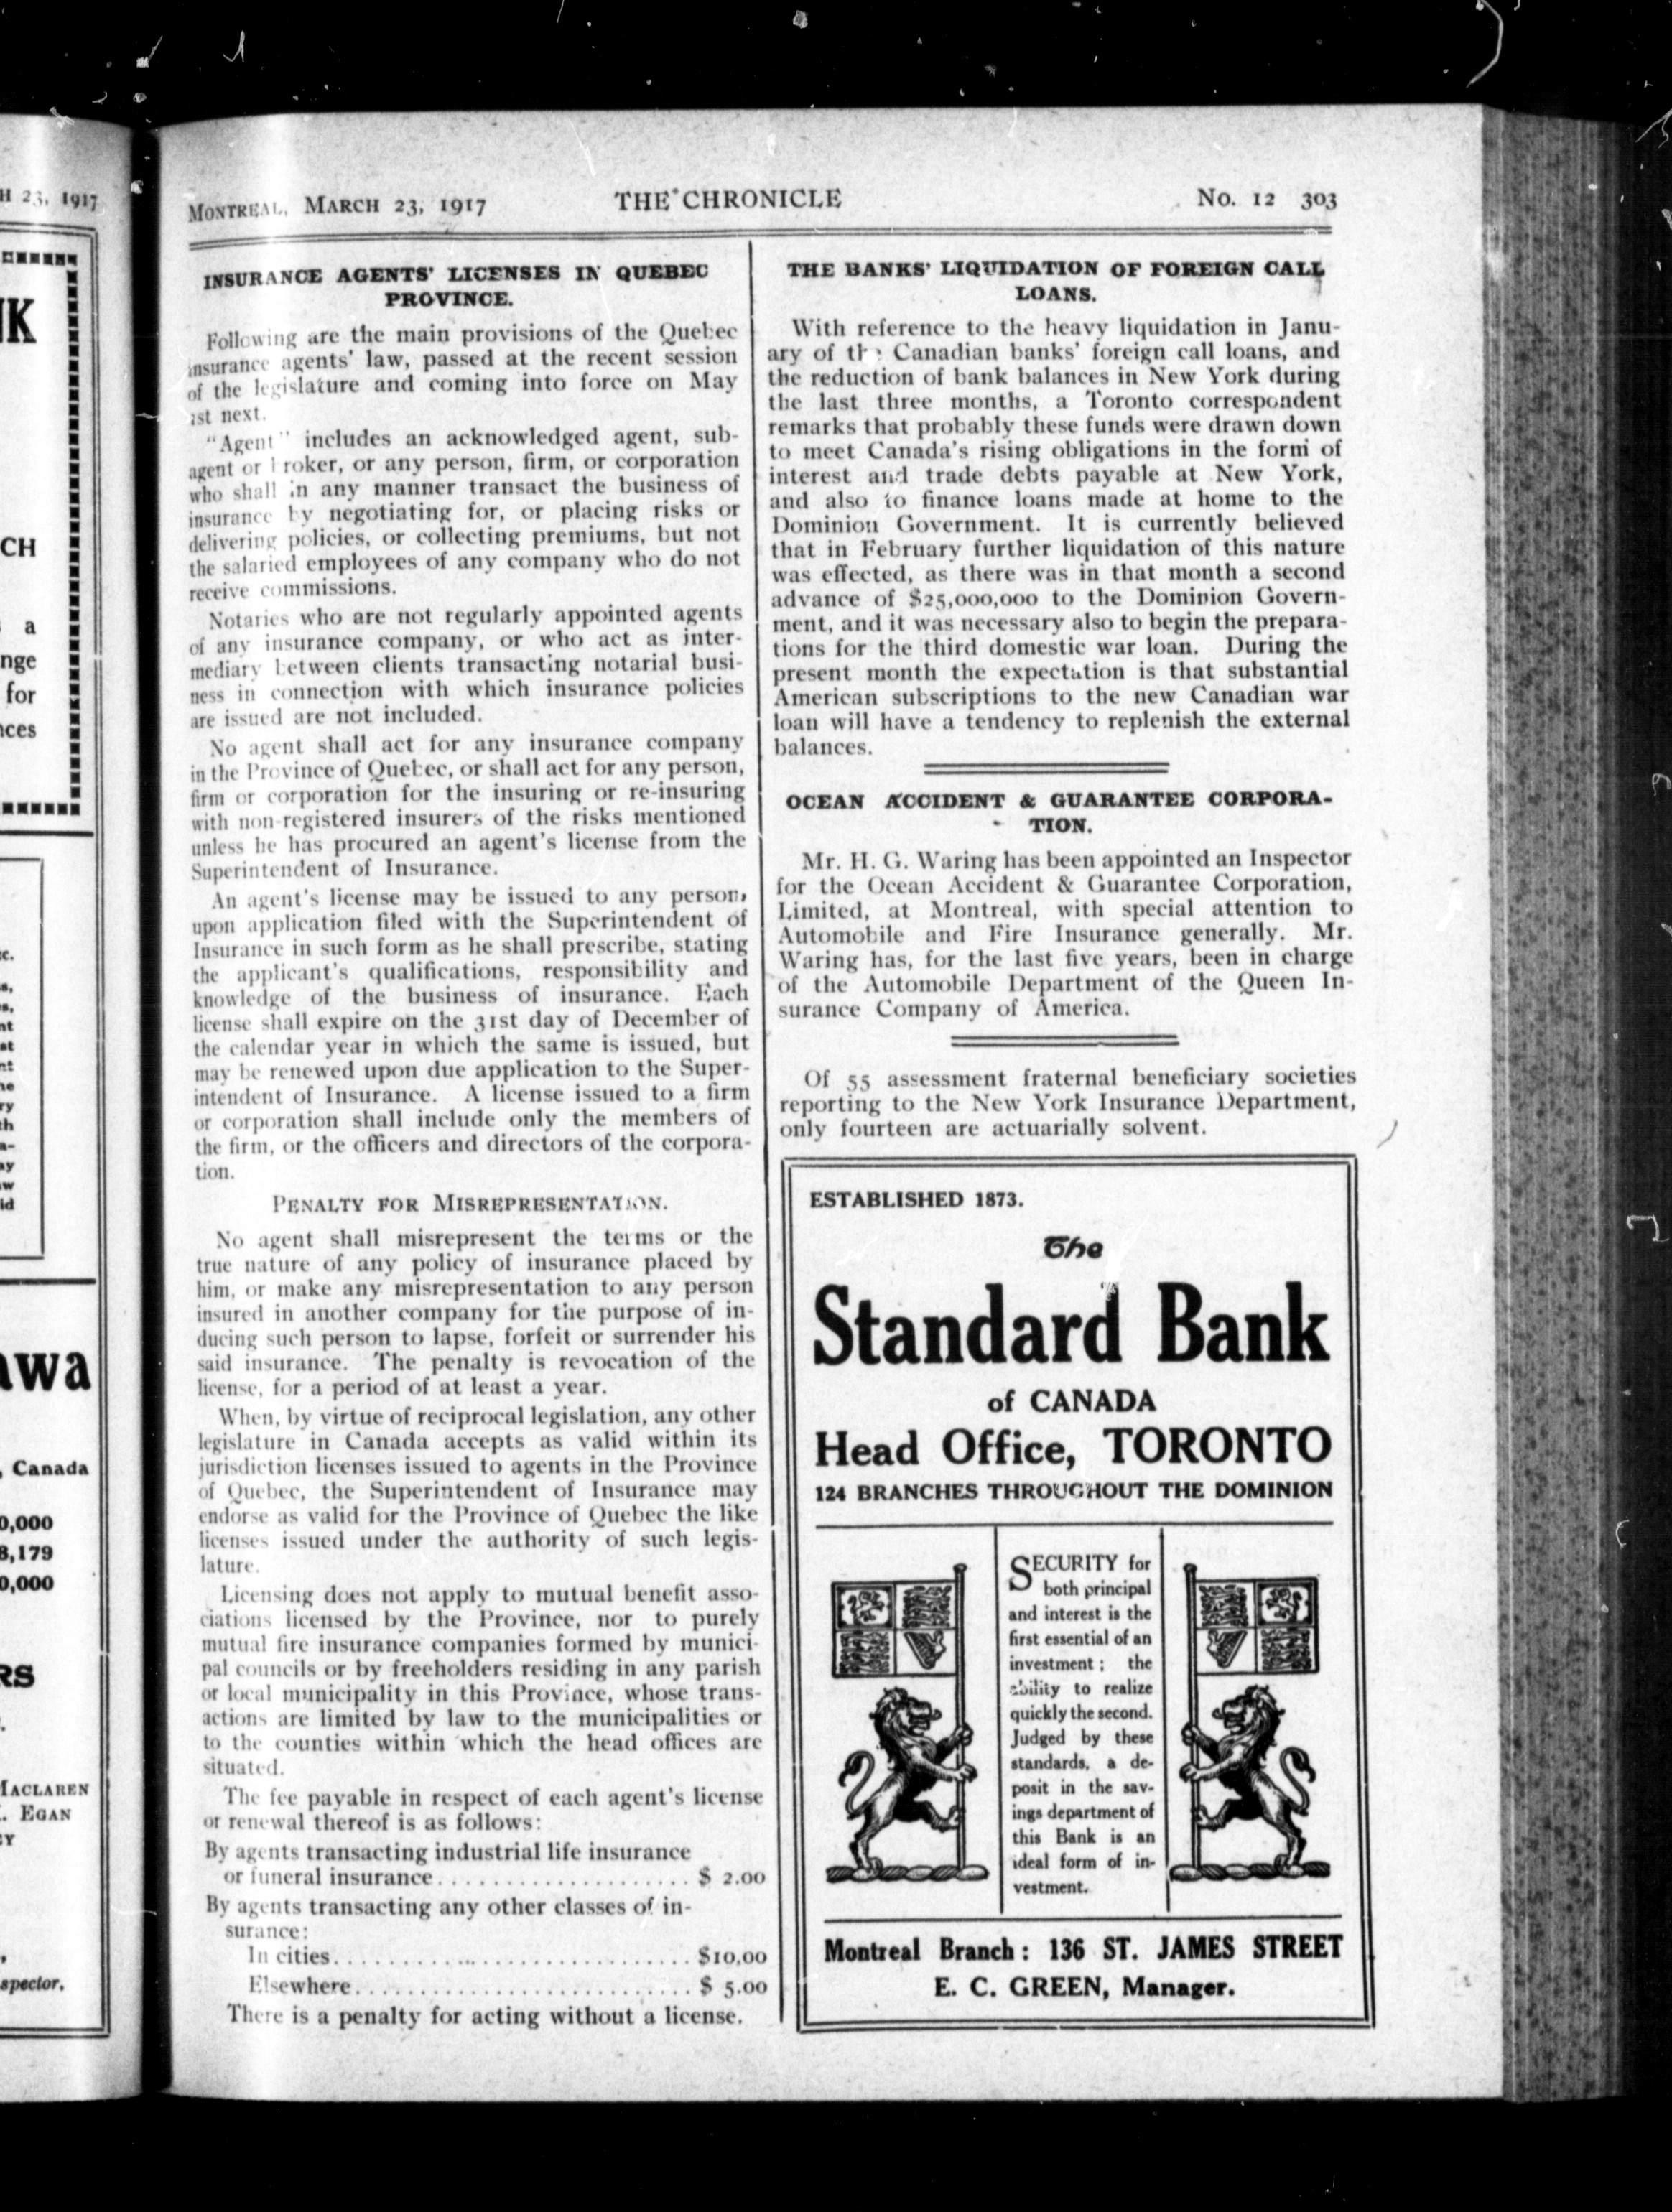 H 23, 1917
NK
CH
a
nge
for
nces
awa
, Canada
0,000
8,179
0,000
RS
MACLAREN
. EGAN
spector.
MONTREAL, MARCH 23, 1917 THE CHRONICLE No. 12 303
INSURANCE AGENTS' LICENSES IN QUEBEC
PROVINCE.
Following are the main provisions of the Quebec
insurance agents' law, passed at the recent session
of the legislature and coming into force on May
1st next.
"Agent" includes an acknowledged agent, sub-
agent or broker, or any person, firm, or corporation
who shall in any manner transact the business of
insurance by negotiating for, or placing risks or
delivering policies, or collecting premiums, but not
the salaried employees of any company who do not
receive commissions.
Notaries who are not regularly appointed agents
of any insurance company, or who act as inter-
mediary between clients transacting notarial busi-
ness in connection with which insurance policies
are issued are not included.
No agent shall act for any insurance company
in the Province of Quebec, or shall act for any person,
firm or corporation for the insuring or re-insuring
with non-registered insurers of the risks mentioned
unless he has procured an agent's license from the
Superintendent of Insurance.
An agent's license may be issued to any person,
upon application filed with the Superintendent of
Insurance in such form as he shall prescribe, stating
the applicant's qualifications, responsibility and
knowledge of the business of insurance. Each
license shall expire on the 31st day of December of
the calendar year in which the same is issued, but
may be renewed upon due application to the Super-
intendent of Insurance. A license issued to a firm
or corporation shall include only the members of
the firm, or the officers and directors of the corpora-
tion.
PENALTY FOR MISREPRESENTATION.
No agent shall misrepresent the terms or the
true nature of any policy of insurance placed by
him, or make any misrepresentation to any person
insured in another company for the purpose of in-
ducing such person to lapse, forfeit or surrender his
said insurance. The penalty is revocation of the
license, for a period of at least a year.
When, by virtue of reciprocal legislation, any other
legislature in Canada accepts as valid within its
jurisdiction licenses issued to agents in the Province
of Quebec, the Superintendent of Insurance may
endorse as valid for the Province of Quebec the like
licenses issued under the authority of such legis-
lature.
Licensing does not apply to mutual benefit asso-
ciations licensed by the Province, nor to purely
mutual fire insurance companies formed by munici-
pal councils or by freeholders residing in any parish
or local municipality in this Province, whose trans-
actions are limited by law to the municipalities or
to the counties within which the head offices are
situated.
The fee payable in respect of each agent's license
or renewal thereof is as follows:
By agents transacting industrial life insurance
or funeral insurance.................... $ 2.00
By agents transacting any other classes of in-
surance:
In cities............................ $10.00
Elsewhere.......................... $ 5.00
There is a penalty for acting without a license.
THE BANKS' LIQUIDATION OF FOREIGN CALL
LOANS.
With reference to the heavy liquidation in Janu-
ary of the Canadian banks' foreign call loans, and
the reduction of bank balances in New York during
the last three months, a Toronto correspondent
remarks that probably these funds were drawn down
to meet Canada's rising obligations in the form of
interest and trade debts payable at New York,
and also to finance loans made at home to the
Dominion Government. It is currently believed
that in February further liquidation of this nature
was effected, as there was in that month a second
advance of $25,000,000 to the Dominion Govern-
ment, and it was necessary also to begin the prepara-
tions for the third domestic war loan. During the
present month the expectation is that substantial
American subscriptions to the new Canadian war
loan will have a tendency to replenish the external
balances.
OCEAN ACCIDENT & GUARANTEE CORPORA-
TION.
Mr. H. G. Waring has been appointed an Inspector
for the Ocean Accident & Guarantee Corporation,
Limited, at Montreal, with special attention to
Automobile and Fire Insurance generally. Mr.
Waring has, for the last five years, been in charge
of the Automobile Department of the Queen In-
surance Company of America.
Of 55 assessment fraternal beneficiary societies
reporting to the New York Insurance Department,
only fourteen are actuarially solvent.
ESTABLISHED 1873.
The
Standard Bank
of CANADA
Head Office, TORONTO
124 BRANCHES THROUGHOUT THE DOMINION
SECURITY for
both principal
and interest is the
first essential of an
investment; the
ability to realize
quickly the second.
Judged by these
standards, a de-
posit in the sav-
ings department of
this Bank is an
ideal form of in-
vestment.
Montreal Branch: 136 ST. JAMES STREET
E. C. GREEN, Manager.